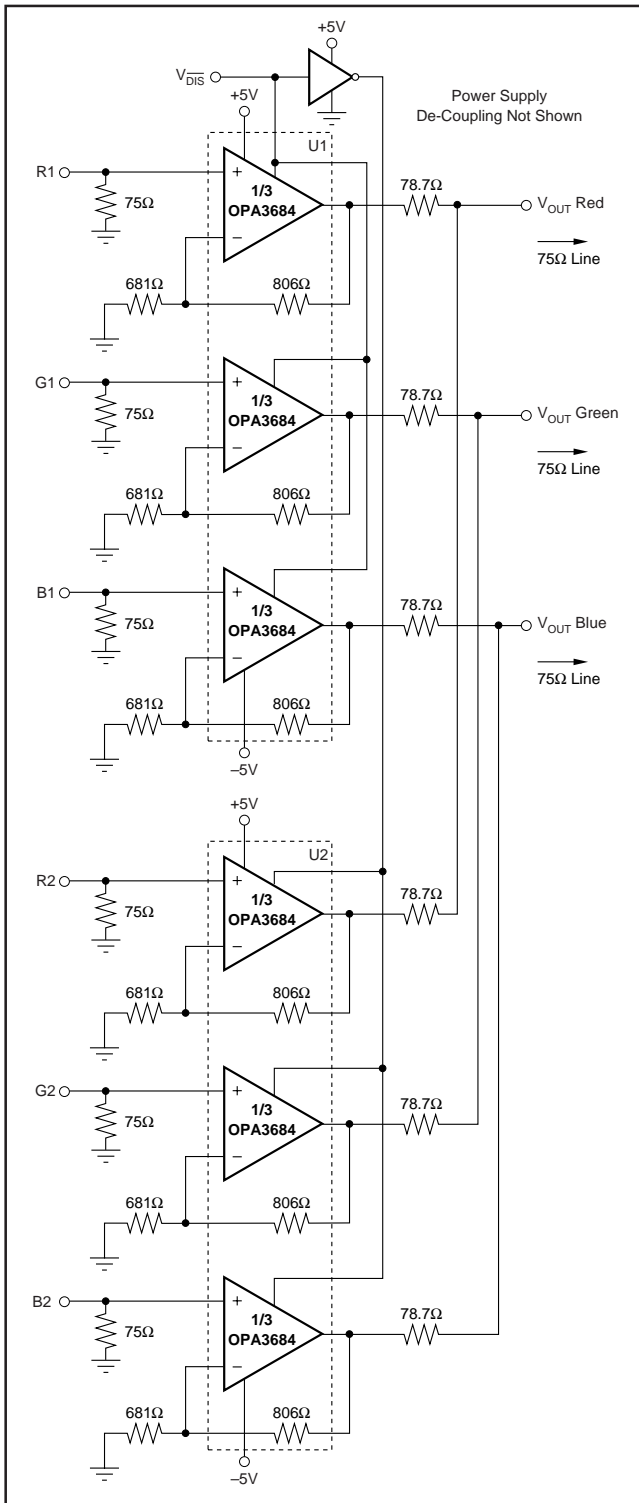 +5V
V DIS
Power Supply
De-Coupling Not Shown
+5V
U1
R1
+
1/3
OPA3684
−
75Ω
78.7Ω
VOUT Red
75Ω Line
681Ω
806Ω
G1
+
1/3
OPA3684
−
75Ω
78.7Ω
VOUT Green
75Ω Line
681Ω
806Ω
B1
+
1/3
OPA3684
−
75Ω
78.7Ω
VOUT Blue
75Ω Line
681Ω
806Ω
–5V
+5V
U2
R2
+
1/3
OPA3684
−
75Ω
78.7Ω
681Ω
806Ω
G2
+
1/3
OPA3684
−
75Ω
78.7Ω
681Ω
806Ω
B2
+
1/3
OPA3684
−
75Ω
78.7Ω
681Ω
806Ω
–5V